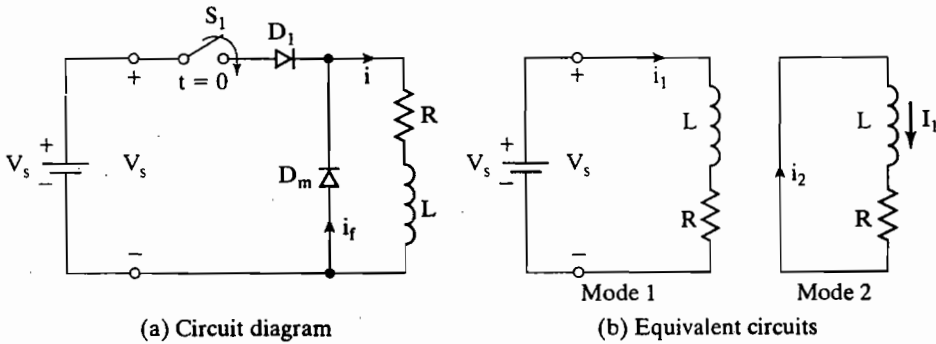 S1
D1
+
t = 0
i
R
+
Vs
−
Vs
Dm
L
if
−
(a) Circuit diagram
+
i1
L
+
Vs
−
Vs
R
−
Mode 1
L
i2
R
Mode 2
(b) Equivalent circuits